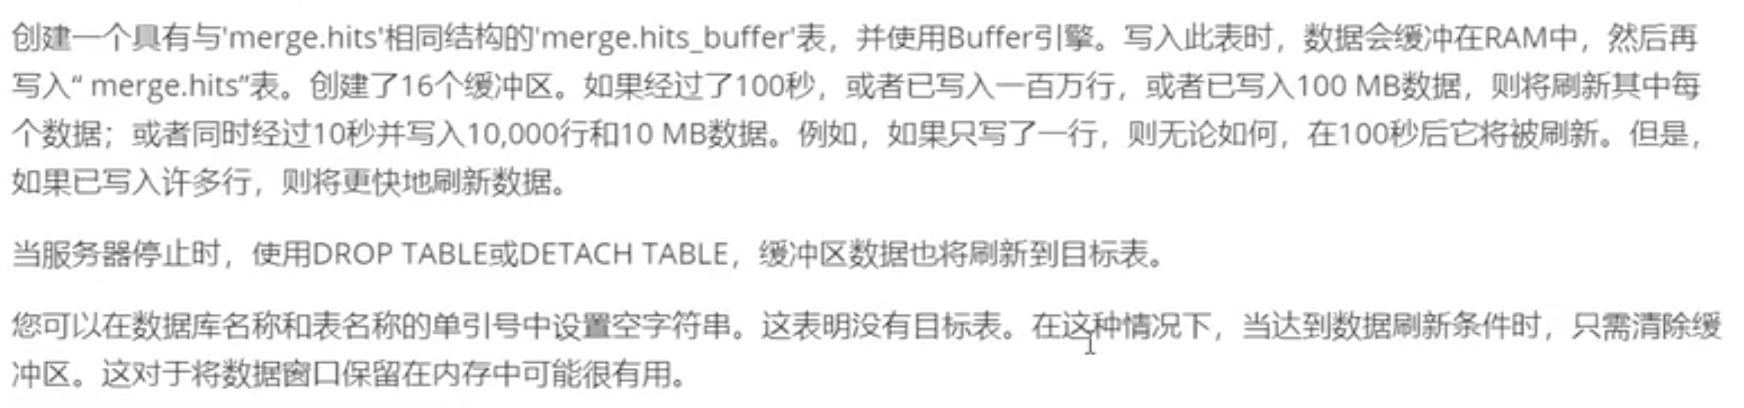 创建一个具有与'merge.hits'相同结构的'merge.hits_buffer'表，并使用Buffer引擎。写入此表时，数据会缓冲在RAM中，然后再
写入“ merge.hits”表。创建了16个缓冲区。如果经过了100秒，或者已写入一百万行，或者已写入100 MB数据，则将刷新其中每
个数据；或者同时经过10秒并写入10,000行和10 MB数据。例如，如果只写了一行，则无论如何，在100秒后它将被刷新。但是，
如果已写入许多行，则将更快地刷新数据。
当服务器停止时，使用DROP TABLE或DETACH TABLE，缓冲区数据也将刷新到目标表。
您可以在数据库名称和表名称的单引号中设置空字符串。这表明没有目标表。在这种情况下，当达到数据刷新条件时，只需清除缓
冲区。这对于将数据窗口保留在内存中可能很有用。